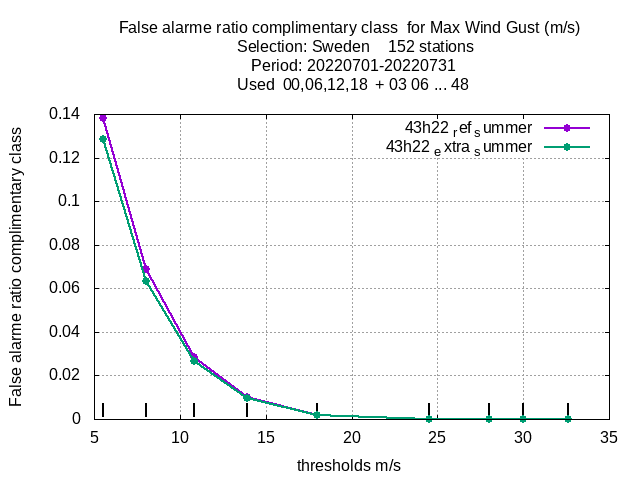 False alarme ratio complimentary class  for Max Wind Gust (m/s)
Selection: Sweden    152 stations
Period: 20220701-20220731
Used  00,06,12,18  + 03 06 ... 48
43h22 ref summer
43h22 extra summer
False alarme ratio complimentary class
0.14
0.12
0.1
0.08
0.06
0.04
0.02
0
5 10 15 20 25 30 35
thresholds m/s